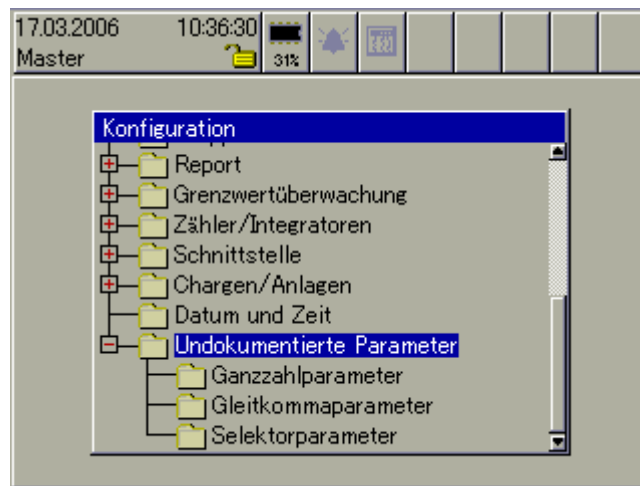 17.03.2006 10:36:30
Master
31%
Konfiguration
Report
Grenzwertüberwachung
Zähler/Integratoren
Schnittstelle
Chargen/Anlagen
Datum und Zeit
Undokumentierte Parameter
Ganzzahlparameter
Gleitkommaparameter
Selektorparameter